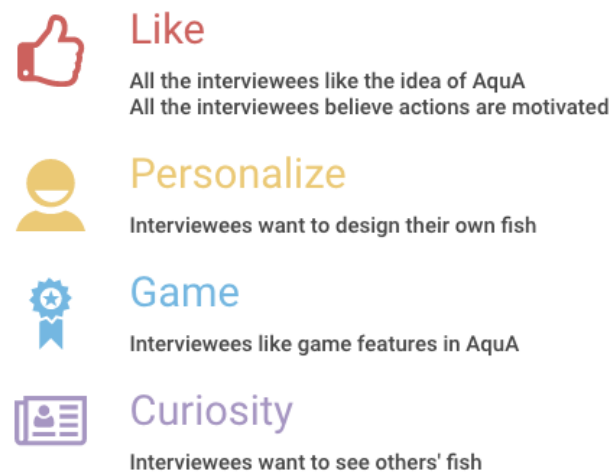 Like
All the interviewees like the idea of AquA
All the interviewees believe actions are motivated
Personalize
Interviewees want to design their own fish
Game
Interviewees like game features in AquA
Curiosity
Interviewees want to see others' fish